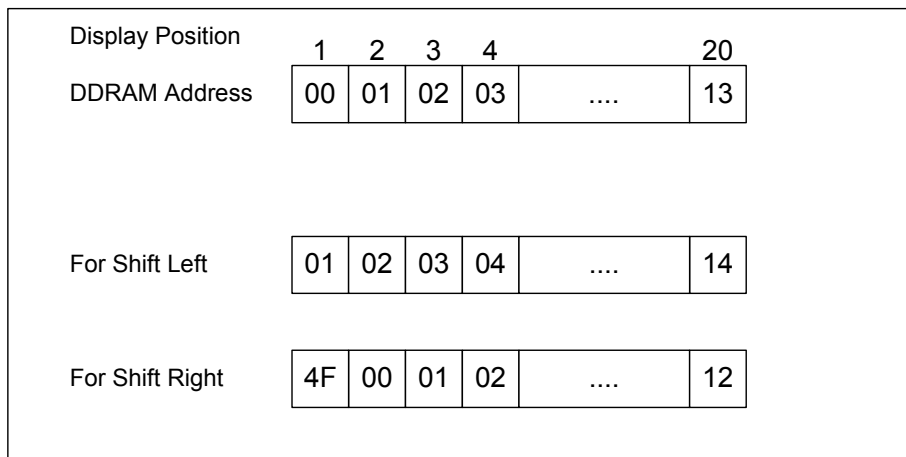 Display Position 1 2 3 4 20
DDRAM Address 00 01 02 03 .... 13
For Shift Left 01 02 03 04 .... 14
For Shift Right 4F 00 01 02 .... 12